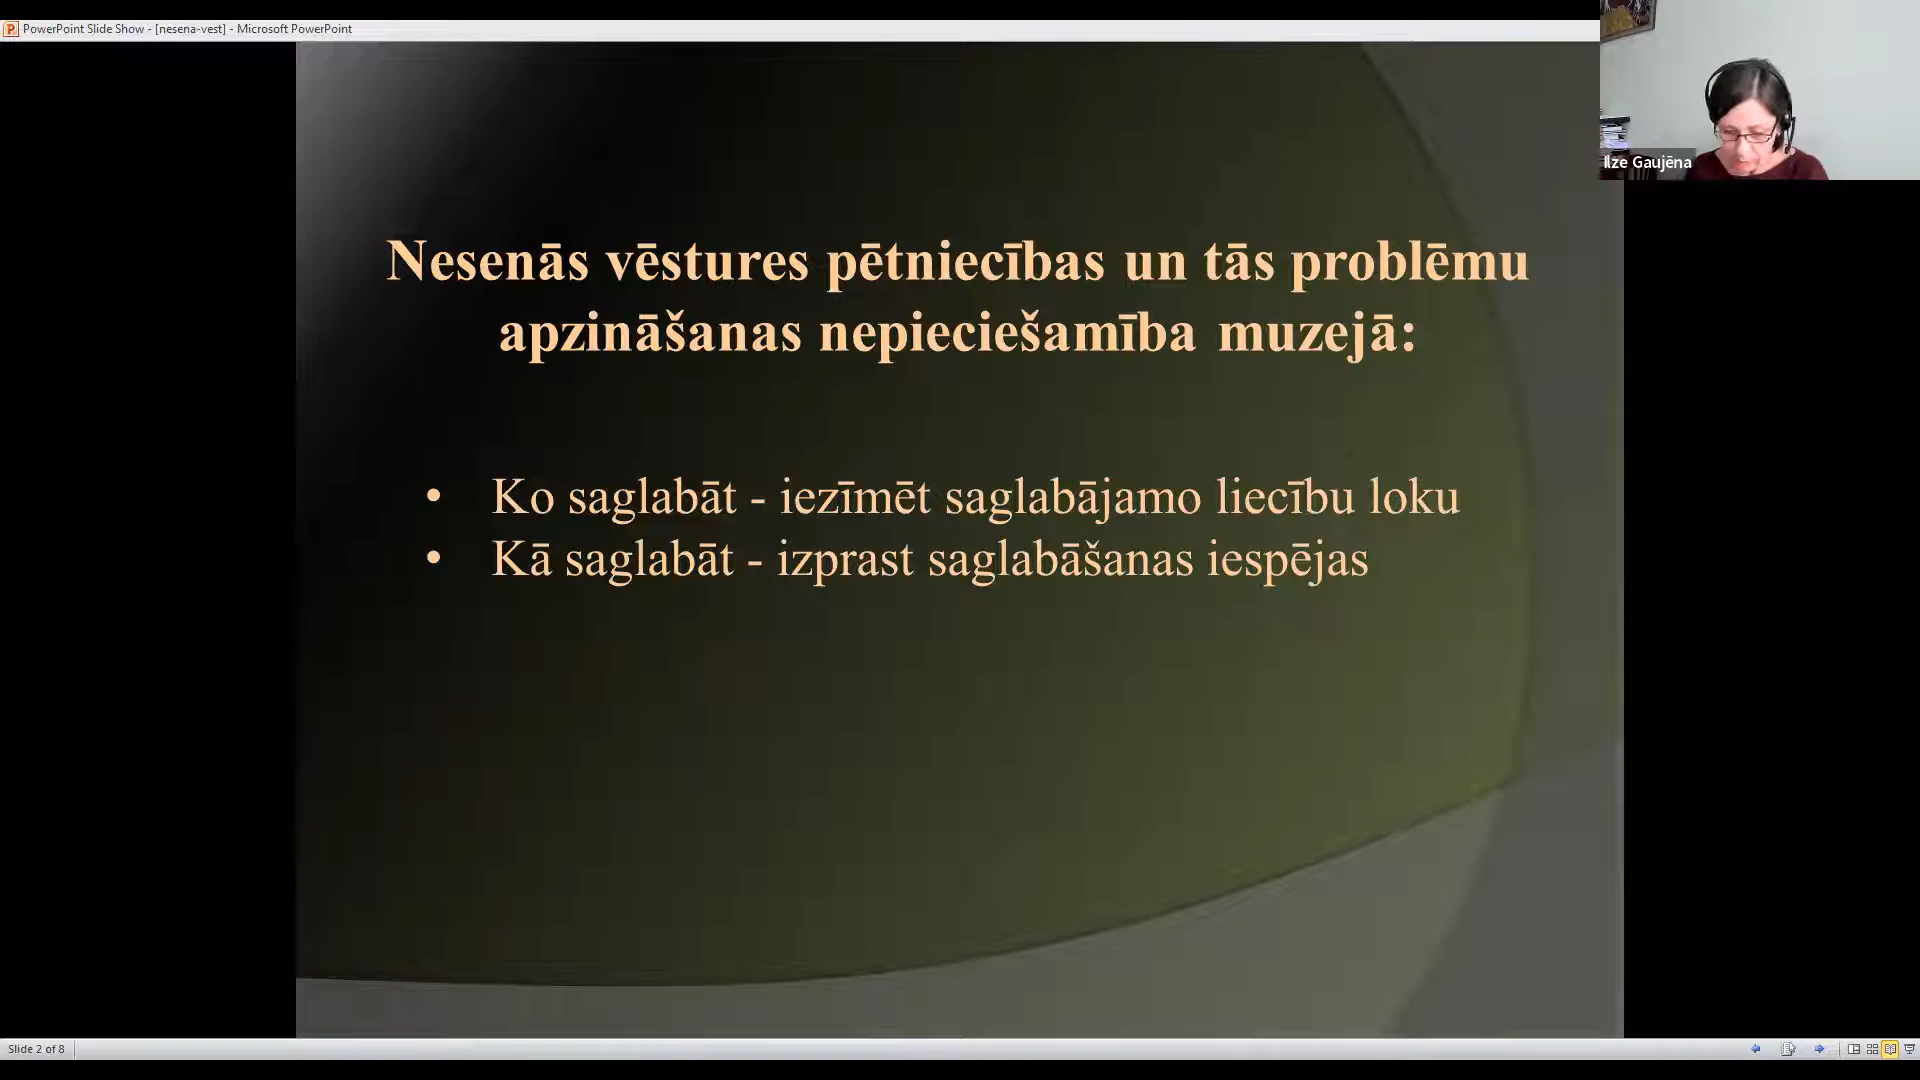 PowerPoint Slide Show - [nesena-vest] - Microsoft PowerPoint
Ilze Gaujēna
Nesenās vēstures pētniecības un tās problēmu
apzināšanas nepieciešamība muzejā:
• Ko saglabāt - iezīmēt saglabājamo liecību loku
• Kā saglabāt - izprast saglabāšanas iespējas
Slide 2 of 8